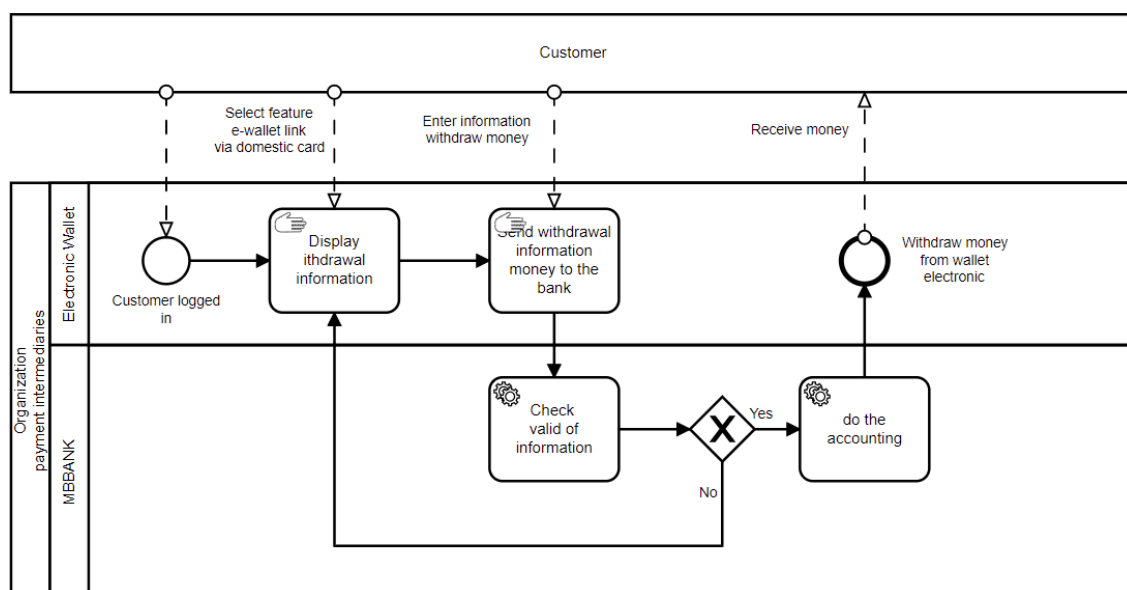 Customer
Select feature
e-wallet link
via domestic card
Enter information
withdraw money
Receive money
Organization
payment intermediaries
Electronic Wallet
Customer logged
in
Display
ithdrawal
information
Send withdrawal
information
money to the
bank
Withdraw money
from wallet
electronic
MBBANK
Check
valid of
information
Yes
No
do the
accounting